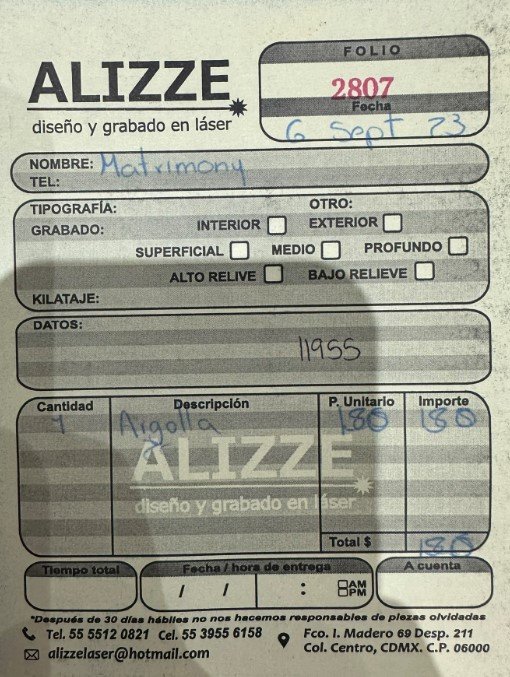 FOLIO
ALIZZE
2807
Fecha
diseño y grabado en láser
6 Sept 23
NOMBRE: Matrimony
TEL:
TIPOGRAFÍA: OTRO:
GRABADO: INTERIOR EXTERIOR
SUPERFICIAL MEDIO PROFUNDO
ALTO RELIVE BAJO RELIEVE
KILATAJE:
DATOS:
11955
Cantidad Descripción P. Unitario Importe
1 Argolla 180 180
ALIZZE
diseño y grabado en láser
Total $ 180
Tiempo total Fecha / hora de entrega A cuenta
/ / : AM
PM
*Después de 30 días hábiles no nos hacemos responsables de piezas olvidadas
Tel. 55 5512 0821 Cel. 55 3955 6158 Fco. I. Madero 69 Desp. 211
alizzelaser@hotmail.com Col. Centro, CDMX. C.P. 06000